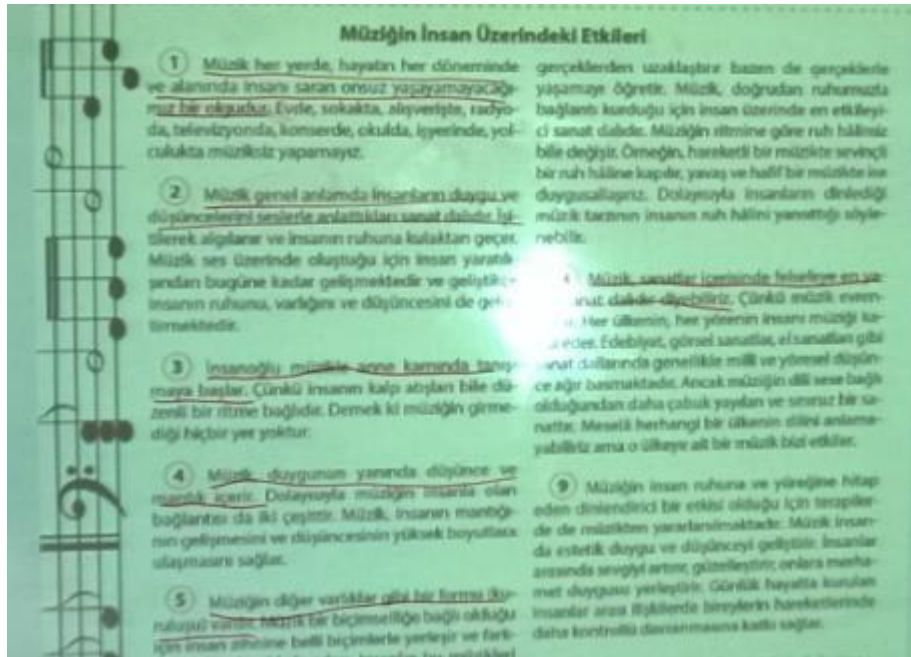 Müziğin İnsan Üzerindeki Etkileri
1 Müzik her yerde, hayatın her döneminde
ve alanında insanı saran onsuz yaşayamayacağı-
mız bir olgudur. Evde, sokakta, alışverişte, radyo-
da, televizyonda, konserde, okulda, işyerinde, yol-
culukta müziksiz yapamayız.
2 Müzik genel anlamda insanların duygu ve
düşüncelerini seslerle anlattıkları sanat dalıdır. İşi-
tilerek algılanır ve insanın ruhuna kulaktan geçer.
Müzik ses üzerinde oluştuğu için insan yaratılı-
şından bugüne kadar gelişmektedir ve geliştikçe
insanın ruhunu, varlığını ve düşüncesini de geliş-
tirmektedir.
3 İnsanoğlu müzikle anne karnında tanış-
maya başlar. Çünkü insanın kalp atışları bile dü-
zenli bir ritme bağlıdır. Demek ki müziğin girme-
diği hiçbir yer yoktur.
4 Müzik, duygunun yanında düşünce ve
mantık içerir. Dolayısıyla müziğin insanla olan
bağlantısı da iki çeşittir. Müzik, insanın mantığı-
nın gelişmesini ve düşüncesinin yüksek boyutlara
ulaşmasını sağlar.
5 Müziğin diğer varlıklar gibi bir formu (ku-
ruluşu) vardır. Müzik bir biçimselliğe bağlı olduğu
için insan zihnine belli biçimlerle yerleşir ve fark-
gerçeklerden uzaklaştırır bazen de gerçeklerle
yaşamayı öğretir. Müzik, doğrudan ruhumuzla
bağlantı kurduğu için insan üzerinde en etkileyi-
ci sanat dalıdır. Müziğin ritmine göre ruh hâlimiz
bile değişir. Örneğin, hareketli bir müzikte sevinçli
bir ruh hâline kapılır, yavaş ve hafif bir müzikte ise
duygusallaşırız. Dolayısıyla insanların dinlediği
müzik tarzının insanın ruh hâlini yansıttığı söyle-
nebilir.
Müzik, sanatlar içerisinde felsefeye en ya-
sanat dalıdır diyebiliriz. Çünkü müzik evren-
Her ülkenin, her yörenin insanı müziği ka-
eder. Edebiyat, görsel sanatlar, el sanatları gibi
sanat dallarında genellikle milli ve yöresel düşün-
ce ağır basmaktadır. Ancak müziğin dili sese bağlı
olduğundan daha çabuk yayılan ve sınırsız bir sa-
nattır. Meselâ herhangi bir ülkenin dilini anlama-
yabiliriz ama o ülkeye ait bir müzik bizi etkiler.
9 Müziğin insan ruhuna ve yüreğine hitap
eden dinlendirici bir etkisi olduğu için terapiler-
de de müzikten yararlanılmaktadır. Müzik insan-
da estetik duygu ve düşünceyi geliştirir. İnsanlar
arasında sevgiyi artırır, güzelleştirir, onlara merha-
met duygusu yerleştirir. Günlük hayatta kurulan
insanlar arası ilişkilerde bireylerin hareketlerinde
daha kontrollü davranmasına katkı sağlar.